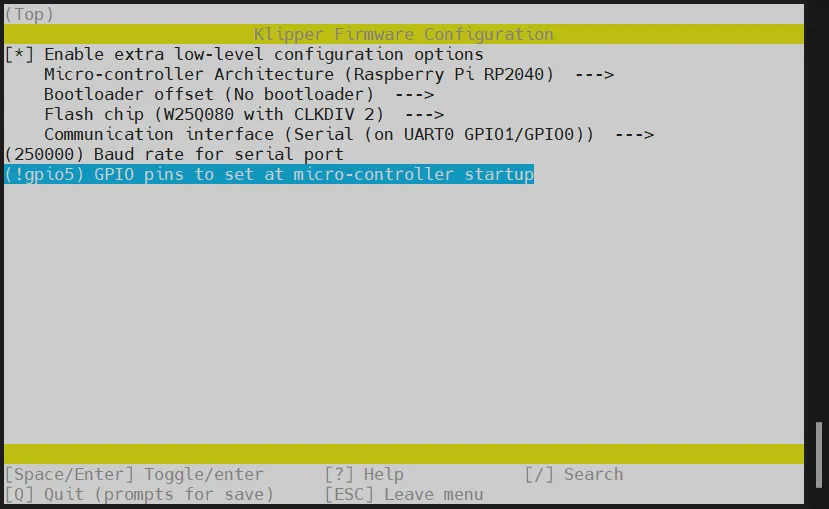 (Top)
Klipper Firmware Configuration
[*] Enable extra low-level configuration options
Micro-controller Architecture (Raspberry Pi RP2040)  --->
Bootloader offset (No bootloader)  --->
Flash chip (W25Q080 with CLKDIV 2)  --->
Communication interface (Serial (on UART0 GPIO1/GPIO0))  --->
(250000) Baud rate for serial port
(!gpio5) GPIO pins to set at micro-controller startup
[Space/Enter] Toggle/enter      [?] Help            [/] Search
[Q] Quit (prompts for save)     [ESC] Leave menu